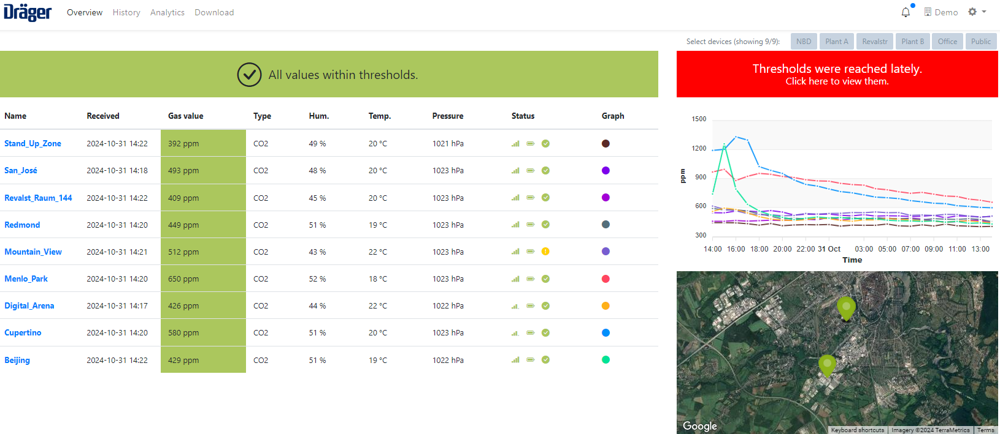 Dräger Overview History Analytics Download Demo
Select devices (showing 9/9): NBD Plant A Revalstr Plant B Office Public
All values within thresholds.
Thresholds were reached lately.
Click here to view them.
Name Received Gas value Type Hum. Temp. Pressure Status Graph
Stand_Up_Zone 2024-10-31 14:22 392 ppm CO2 49 % 20 °C 1021 hPa
San_José 2024-10-31 14:18 493 ppm CO2 48 % 20 °C 1023 hPa
Revalst_Raum_144 2024-10-31 14:22 409 ppm CO2 45 % 20 °C 1023 hPa
Redmond 2024-10-31 14:20 449 ppm CO2 51 % 19 °C 1023 hPa
Mountain_View 2024-10-31 14:21 512 ppm CO2 43 % 22 °C 1023 hPa
Menlo_Park 2024-10-31 14:20 650 ppm CO2 52 % 18 °C 1023 hPa
Digital_Arena 2024-10-31 14:17 426 ppm CO2 44 % 22 °C 1022 hPa
Cupertino 2024-10-31 14:20 580 ppm CO2 51 % 20 °C 1023 hPa
Beijing 2024-10-31 14:22 429 ppm CO2 51 % 19 °C 1022 hPa
1500
1200
900
600
300
ppm
14:00 16:00 18:00 20:00 22:00 31 Oct 03:00 05:00 07:00 09:00 11:00 13:00
Time
Google
Keyboard shortcuts Imagery ©2024 TerraMetrics Terms